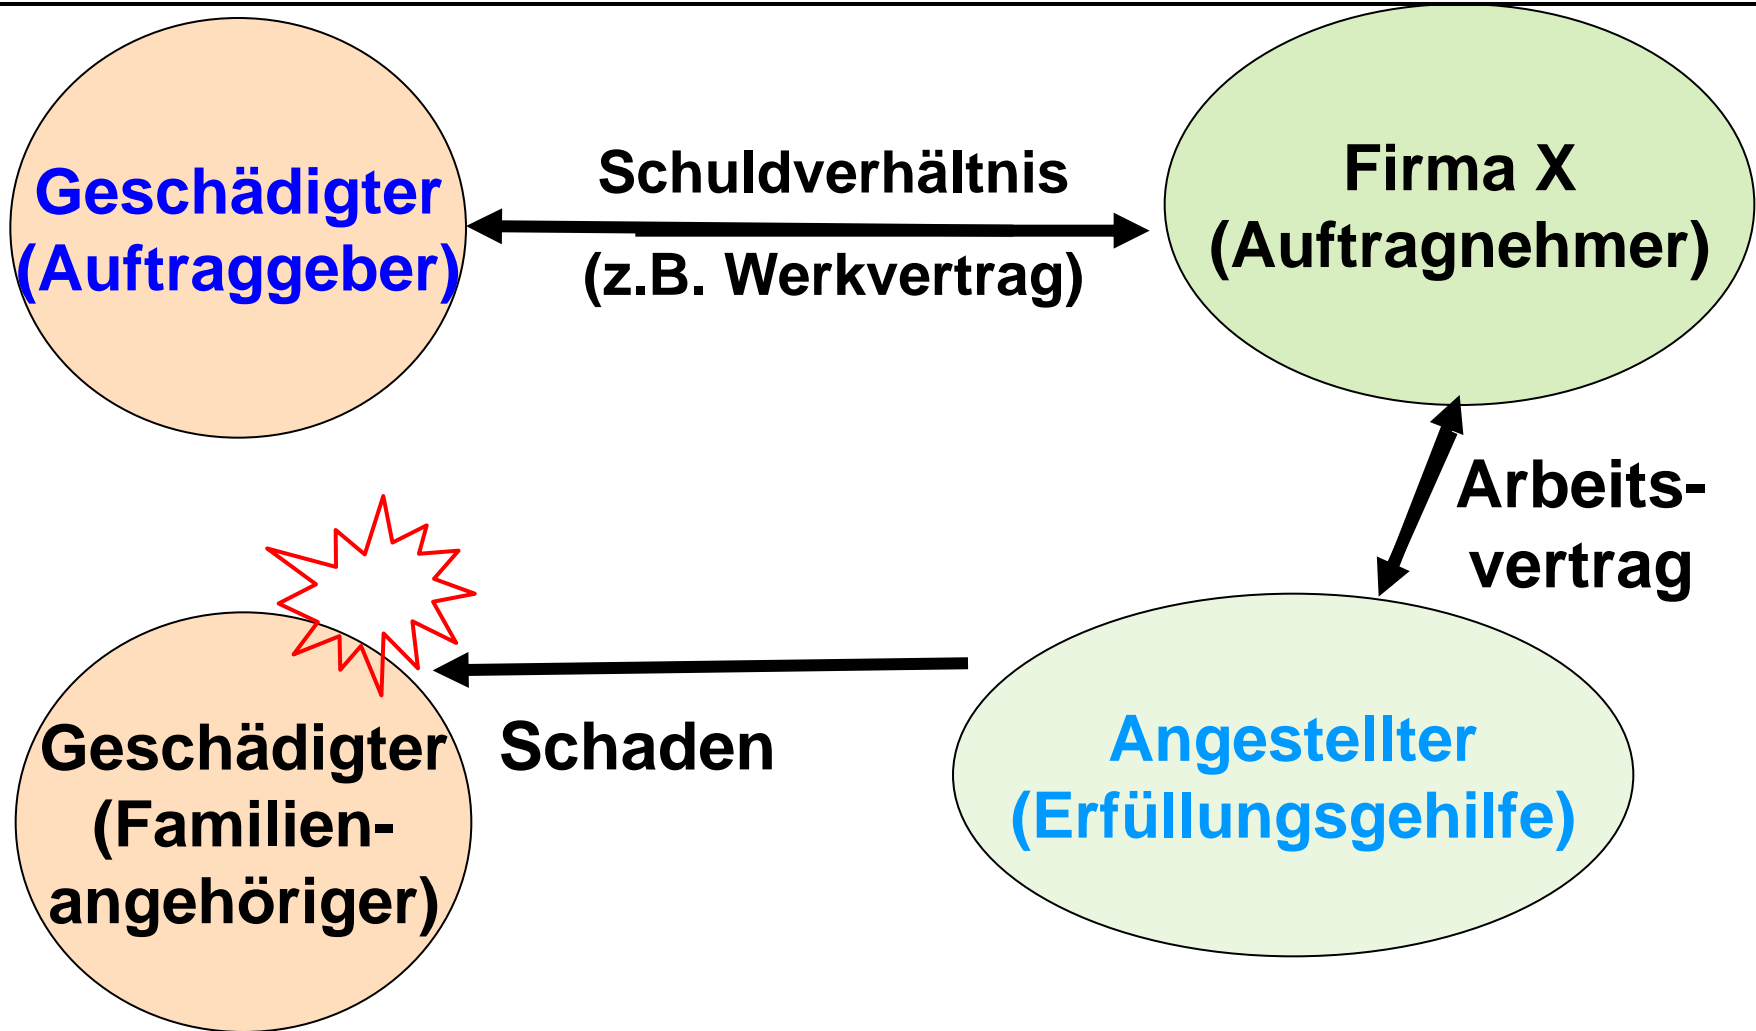 Geschädigter
(Auftraggeber)
Schuldverhältnis
(z.B. Werkvertrag)
Firma X
(Auftragnehmer)
Arbeits-
vertrag
Geschädigter
(Familien-
angehöriger)
Schaden
Angestellter
(Erfüllungsgehilfe)